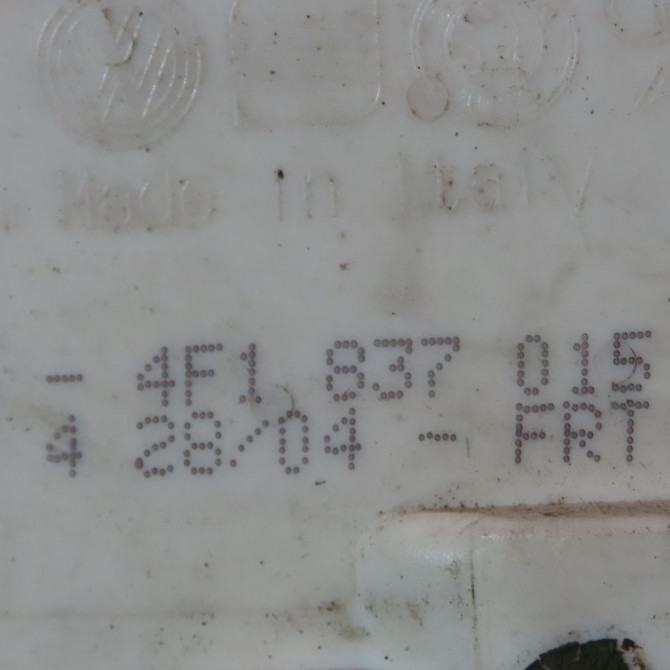 Made in Italy
- 4F1 837 015
4 28/04 - FRT